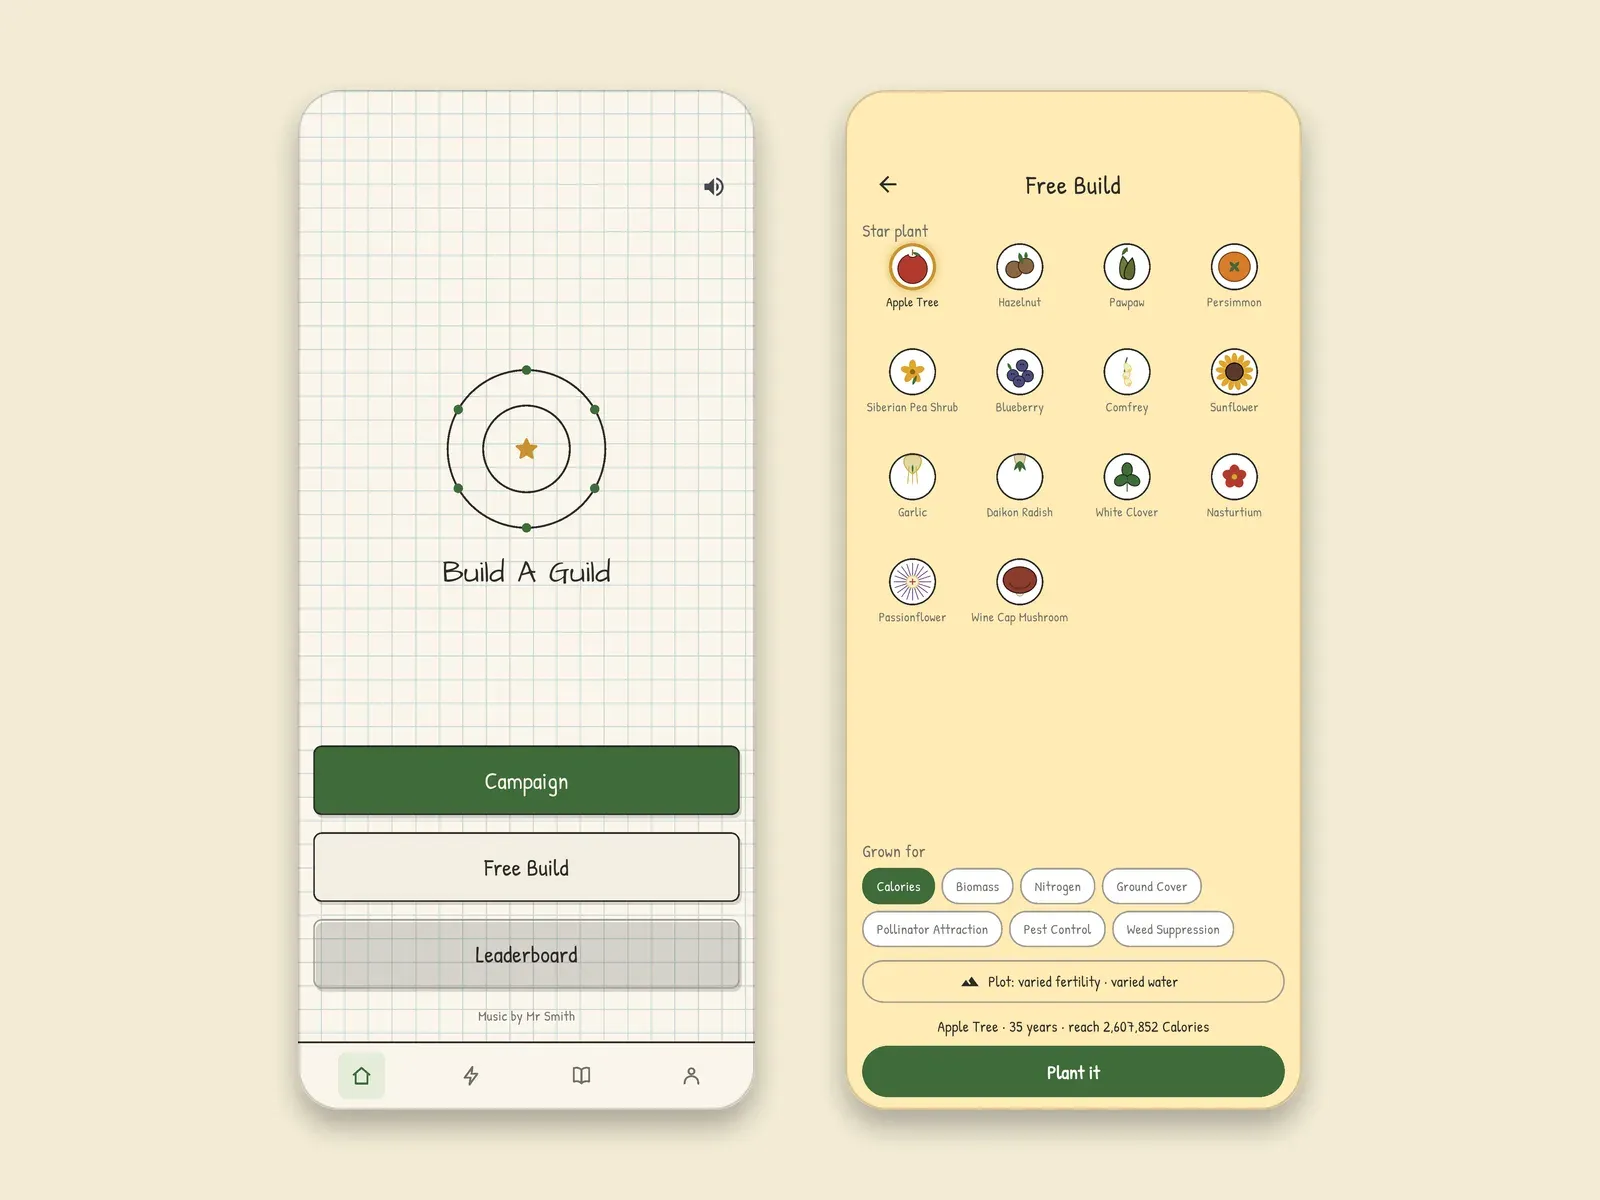 Build A Guild
Campaign
Free Build
Leaderboard
Music by Mr Smith
Free Build
Star plant
Apple Tree
Hazelnut
Pawpaw
Persimmon
Siberian Pea Shrub
Blueberry
Comfrey
Sunflower
Garlic
Daikon Radish
White Clover
Nasturtium
Passionflower
Wine Cap Mushroom
Grown for
Calories
Biomass
Nitrogen
Ground Cover
Pollinator Attraction
Pest Control
Weed Suppression
Plot: varied fertility · varied water
Apple Tree · 35 years · reach 2,607,852 Calories
Plant it